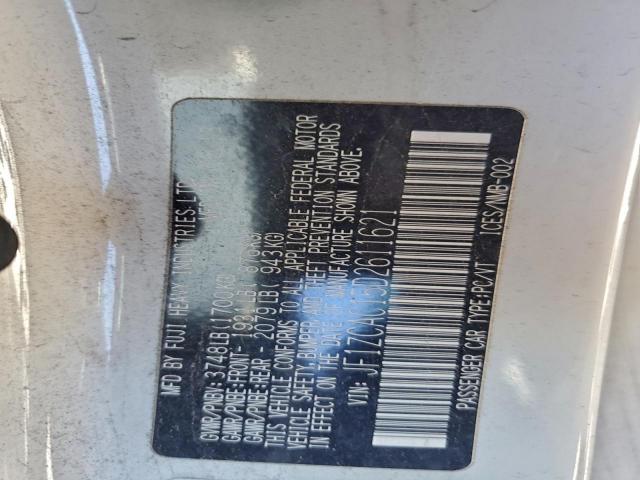 MFD BY FUJI HEAVY INDUSTRIES LTD.
GVWR/PNBV: 3748LB(1700KG)
GAWR/PNBE:FRONT- 1921LB(
GAWR/PNBE:REAR - 2079LB( 943KG)
THIS VEHICLE CONFORMS TO ALL APPLICABLE FEDERAL MOTOR
VEHICLE SAFETY,BUMPER AND THEFT PREVENTION STANDARDS
IN EFFECT ON THE DATE OF MANUFACTURE SHOWN ABOVE.
VIN:
PASSENGER CAR TYPE:PC/VT ICES/NMB-002